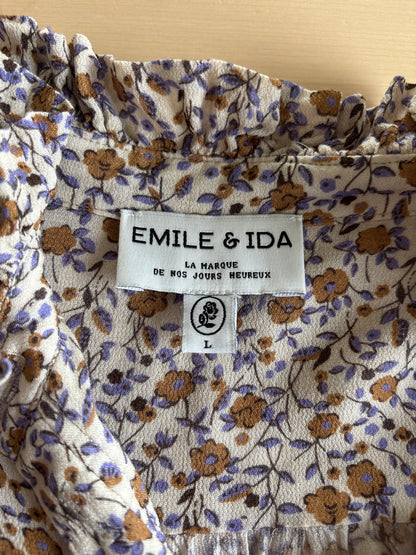 EMILE & IDA
LA MARQUE
DE NOS JOURS HEUREUX
L